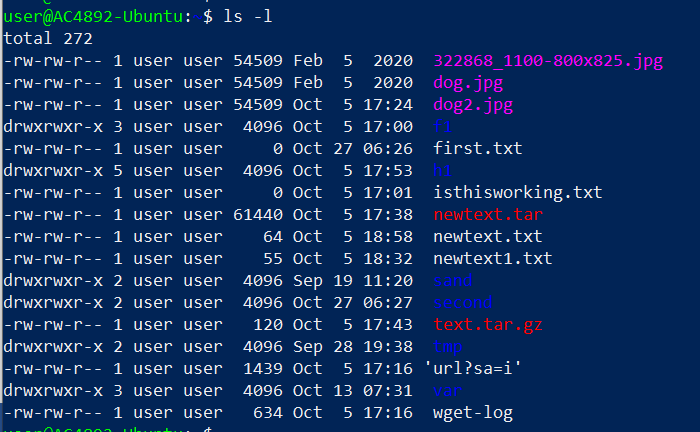 user@AC4892-Ubuntu:~$ ls -l
total 272
-rw-rw-r-- 1 user user 54509 Feb  5  2020  322868_1100-800x825.jpg
-rw-rw-r-- 1 user user 54509 Feb  5  2020  dog.jpg
-rw-rw-r-- 1 user user 54509 Oct  5 17:24  dog2.jpg
drwxrwxr-x 3 user user  4096 Oct  5 17:00
-rw-rw-r-- 1 user user     0 Oct 27 06:26  first.txt
drwxrwxr-x 5 user user  4096 Oct  5 17:53
-rw-rw-r-- 1 user user     0 Oct  5 17:01  isthisworking.txt
-rw-rw-r-- 1 user user 61440 Oct  5 17:38  newtext.tar
-rw-rw-r-- 1 user user    64 Oct  5 18:58  newtext.txt
-rw-rw-r-- 1 user user    55 Oct  5 18:32  newtext1.txt
drwxrwxr-x 2 user user  4096 Sep 19 11:20
drwxrwxr-x 2 user user  4096 Oct 27 06:27  second
-rw-rw-r-- 1 user user   120 Oct  5 17:43  text.tar.gz
drwxrwxr-x 2 user user  4096 Sep 28 19:38
-rw-rw-r-- 1 user user  1439 Oct  5 17:16 'url?sa=i'
drwxrwxr-x 3 user user  4096 Oct 13 07:31  var
-rw-rw-r-- 1 user user   634 Oct  5 17:16  wget-log